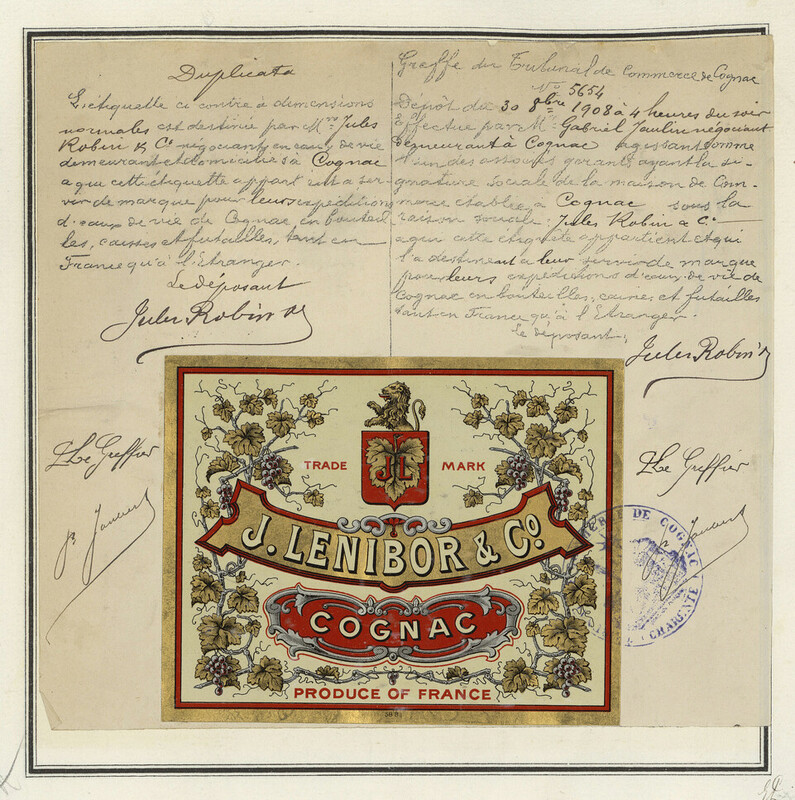 Duplicata
L'étiquette ci contre à dimensions
normales est destinée par Mrs Jules
Robin & Co négociants en eaux de vie
demeurant et domiciliés à Cognac
a qui cette étiquette appartient a ser-
vir de marque pour leurs expéditions
d'eaux de vie de Cognac en bouteil-
les, caisses et futailles, tant en
France qu'à l'Etranger.
Le déposant
Jules Robin & Co
Greffe du Tribunal de Commerce de Cognac
No 5654
Dépôt du 30 8bre 1908 à 4 heures du soir
Effectué par Mr Gabriel Jaulin négociant
demeurant à Cognac agissant comme
l'un des associés gérants ayant la si-
gnature sociale de la maison de Com-
merce établie à Cognac sous la
raison sociale: Jules Robin & Co
a qui cette étiquette appartient et qui
l'a destinent a leur servir de marque
pour leurs expéditions d'eaux de vie de
Cognac en bouteilles, caisses et futailles
tant en France qu'à l'Etranger.
Le déposant,
Jules Robin &
Le Greffier
Le Greffier
TRADE MARK
J. LENIBOR & Co
COGNAC
PRODUCE OF FRANCE
DE COGNAC
CHARENTE